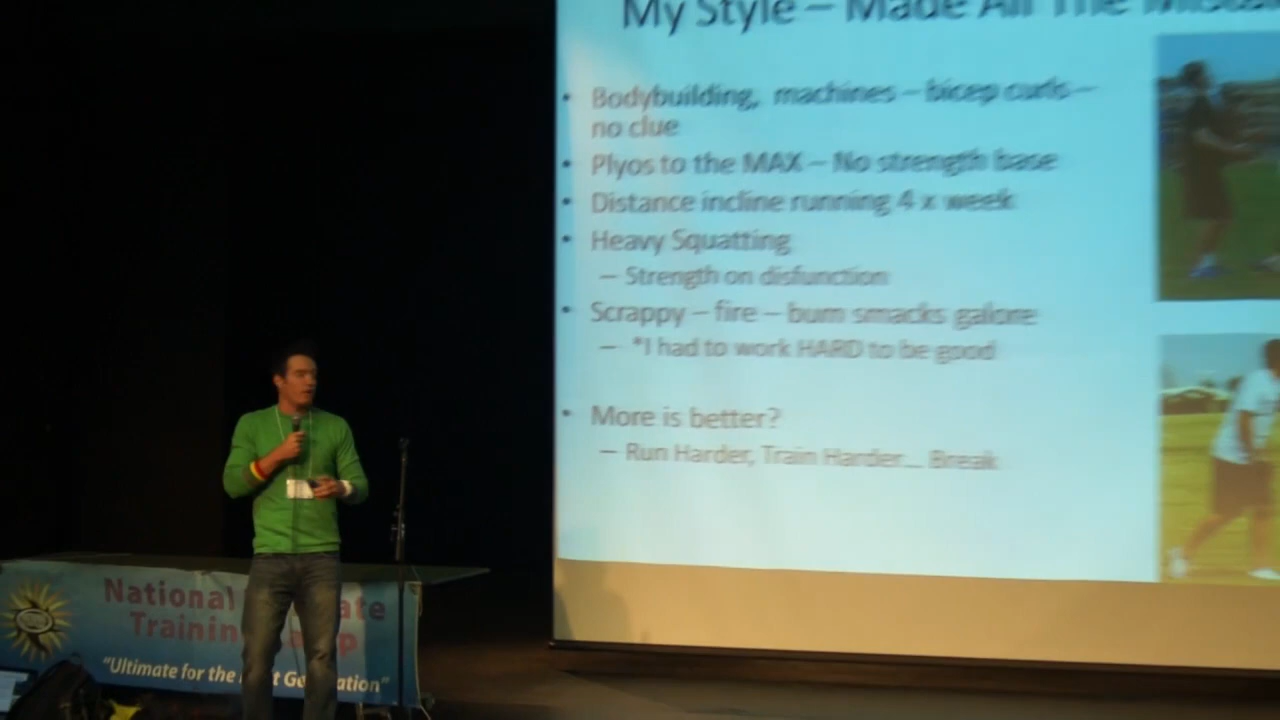 My Style – Made All The
• Bodybuilding, machines – bicep curls –
no clue
• Plyos to the MAX – No strength base
• Distance incline running 4 x week
• Heavy Squatting
– Strength on disfunction
• Scrappy – fire – bum smacks galore
– *I had to work HARD to be good
• More is better?
– Run Harder, Train Harder... Break
National
Training
"Ultimate for the